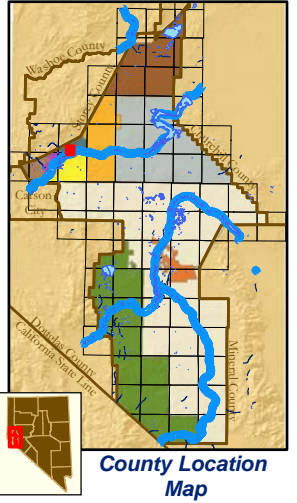 Washoe County
Storey County
Churchill County
Carson
City
Douglas County
California State Line
Mineral County
County Location
Map